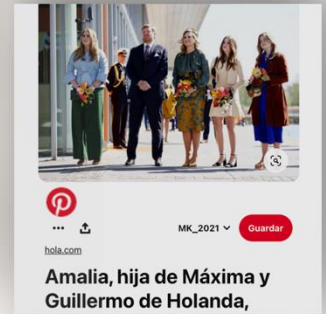 MK_2021
Guardar
hola.com
Amalia, hija de Máxima y
Guillermo de Holanda,